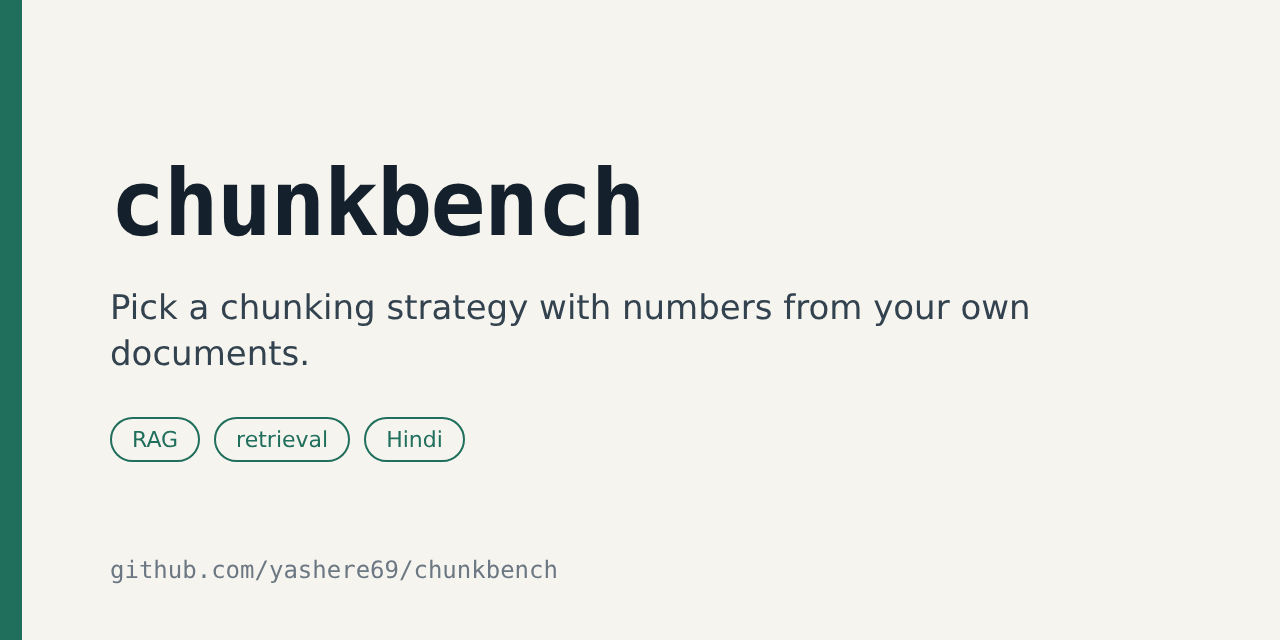 chunkbench
Pick a chunking strategy with numbers from your own
documents.
RAG retrieval Hindi
github.com/yashere69/chunkbench